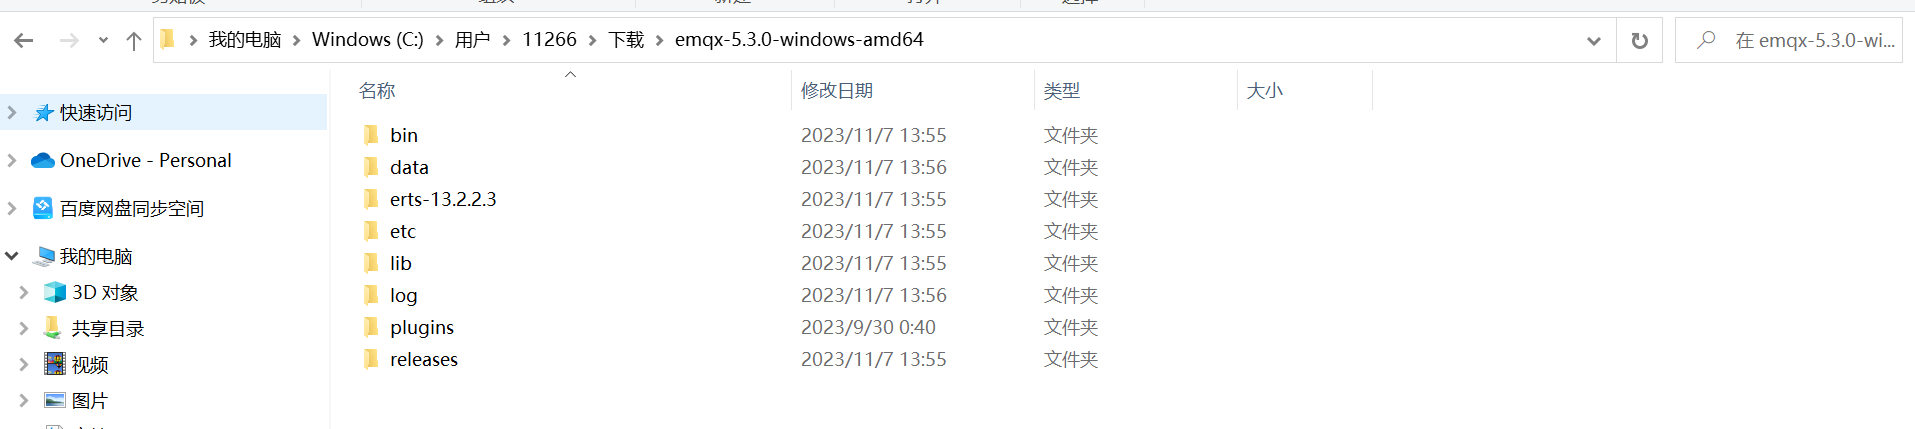 我的电脑 Windows (C:) 用户 11266 下载 emqx-5.3.0-windows-amd64 在 emqx-5.3.0-wi...
名称 修改日期 类型 大小
快速访问
OneDrive - Personal
百度网盘同步空间
我的电脑
3D 对象
共享目录
视频
图片
bin 2023/11/7 13:55 文件夹
data 2023/11/7 13:56 文件夹
erts-13.2.2.3 2023/11/7 13:55 文件夹
etc 2023/11/7 13:55 文件夹
lib 2023/11/7 13:55 文件夹
log 2023/11/7 13:56 文件夹
plugins 2023/9/30 0:40 文件夹
releases 2023/11/7 13:55 文件夹